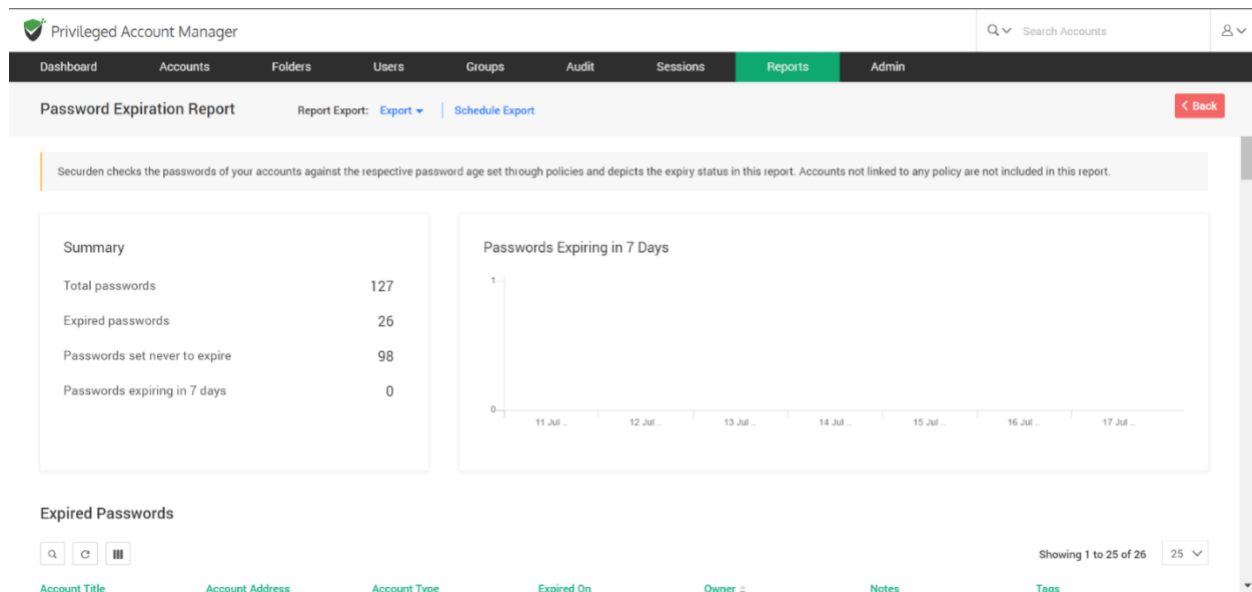 Privileged Account Manager
Search Accounts
Dashboard Accounts Folders Users Groups Audit Sessions Reports Admin
Password Expiration Report Report Export: Export Schedule Export Back
Securden checks the passwords of your accounts against the respective password age set through policies and depicts the expiry status in this report. Accounts not linked to any policy are not included in this report.
Summary
Total passwords 127
Expired passwords 26
Passwords set never to expire 98
Passwords expiring in 7 days 0
Passwords Expiring in 7 Days
1
0
11 Jul ... 12 Jul ... 13 Jul ... 14 Jul ... 15 Jul ... 16 Jul ... 17 Jul ...
Expired Passwords
Showing 1 to 25 of 26 25
Account Title Account Address Account Type Expired On Owner Notes Tags